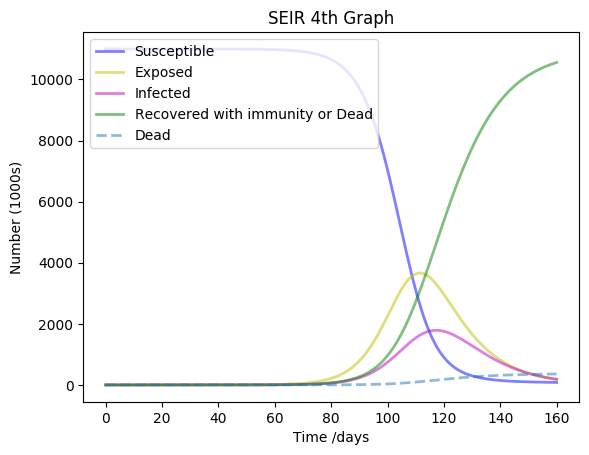 SEIR 4th Graph
Susceptible
Exposed
Infected
Recovered with immunity or Dead
Dead
Number (1000s)
10000
8000
6000
4000
2000
0
0 20 40 60 80 100 120 140 160
Time /days